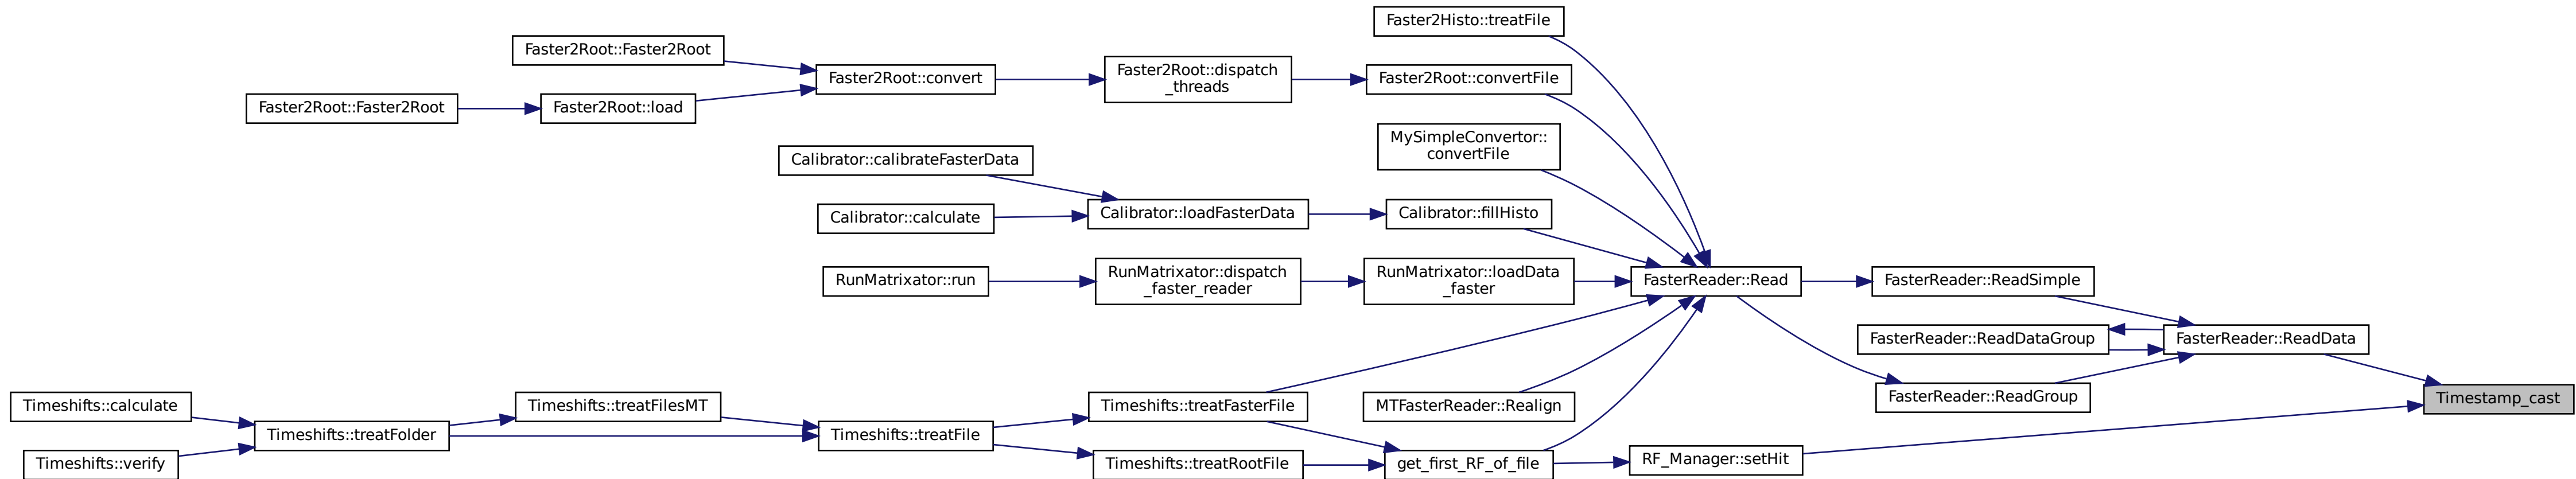 Faster2Histo::treatFile
Faster2Root::Faster2Root
Faster2Root::convert
Faster2Root::dispatch
_threads
Faster2Root::convertFile
Faster2Root::Faster2Root
Faster2Root::load
MySimpleConvertor::
convertFile
Calibrator::calibrateFasterData
Calibrator::calculate
Calibrator::loadFasterData
Calibrator::fillHisto
RunMatrixator::run
RunMatrixator::dispatch
_faster_reader
RunMatrixator::loadData
_faster
FasterReader::Read
FasterReader::ReadSimple
FasterReader::ReadDataGroup
FasterReader::ReadData
FasterReader::ReadGroup
Timestamp_cast
Timeshifts::calculate
Timeshifts::treatFilesMT
Timeshifts::treatFasterFile
MTFasterReader::Realign
Timeshifts::treatFolder
Timeshifts::treatFile
Timeshifts::verify
Timeshifts::treatRootFile
get_first_RF_of_file
RF_Manager::setHit